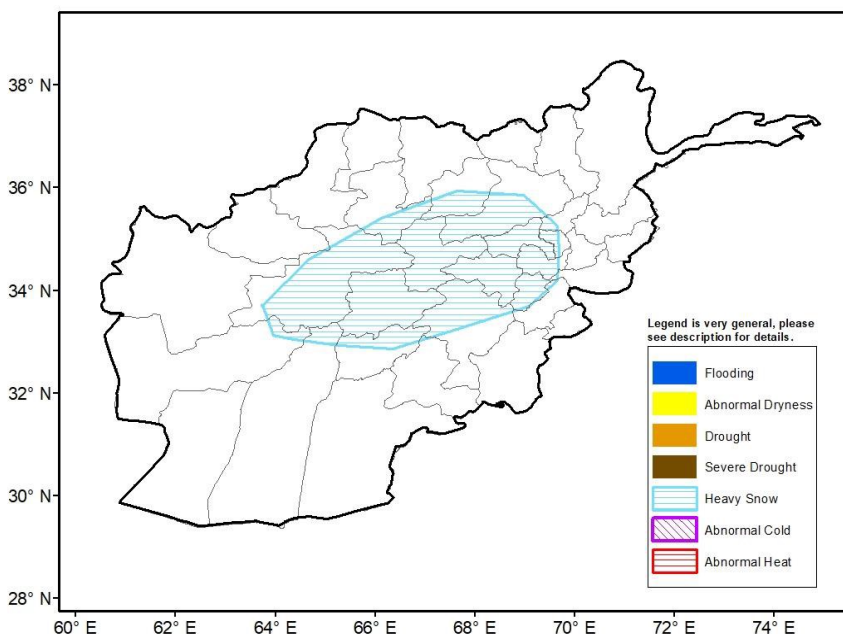 38° N
36° N
34° N
32° N
30° N
28° N
60° E 62° E 64° E 66° E 68° E 70° E 72° E 74° E
Legend is very general, please
see description for details.
Flooding
Abnormal Dryness
Drought
Severe Drought
Heavy Snow
Abnormal Cold
Abnormal Heat